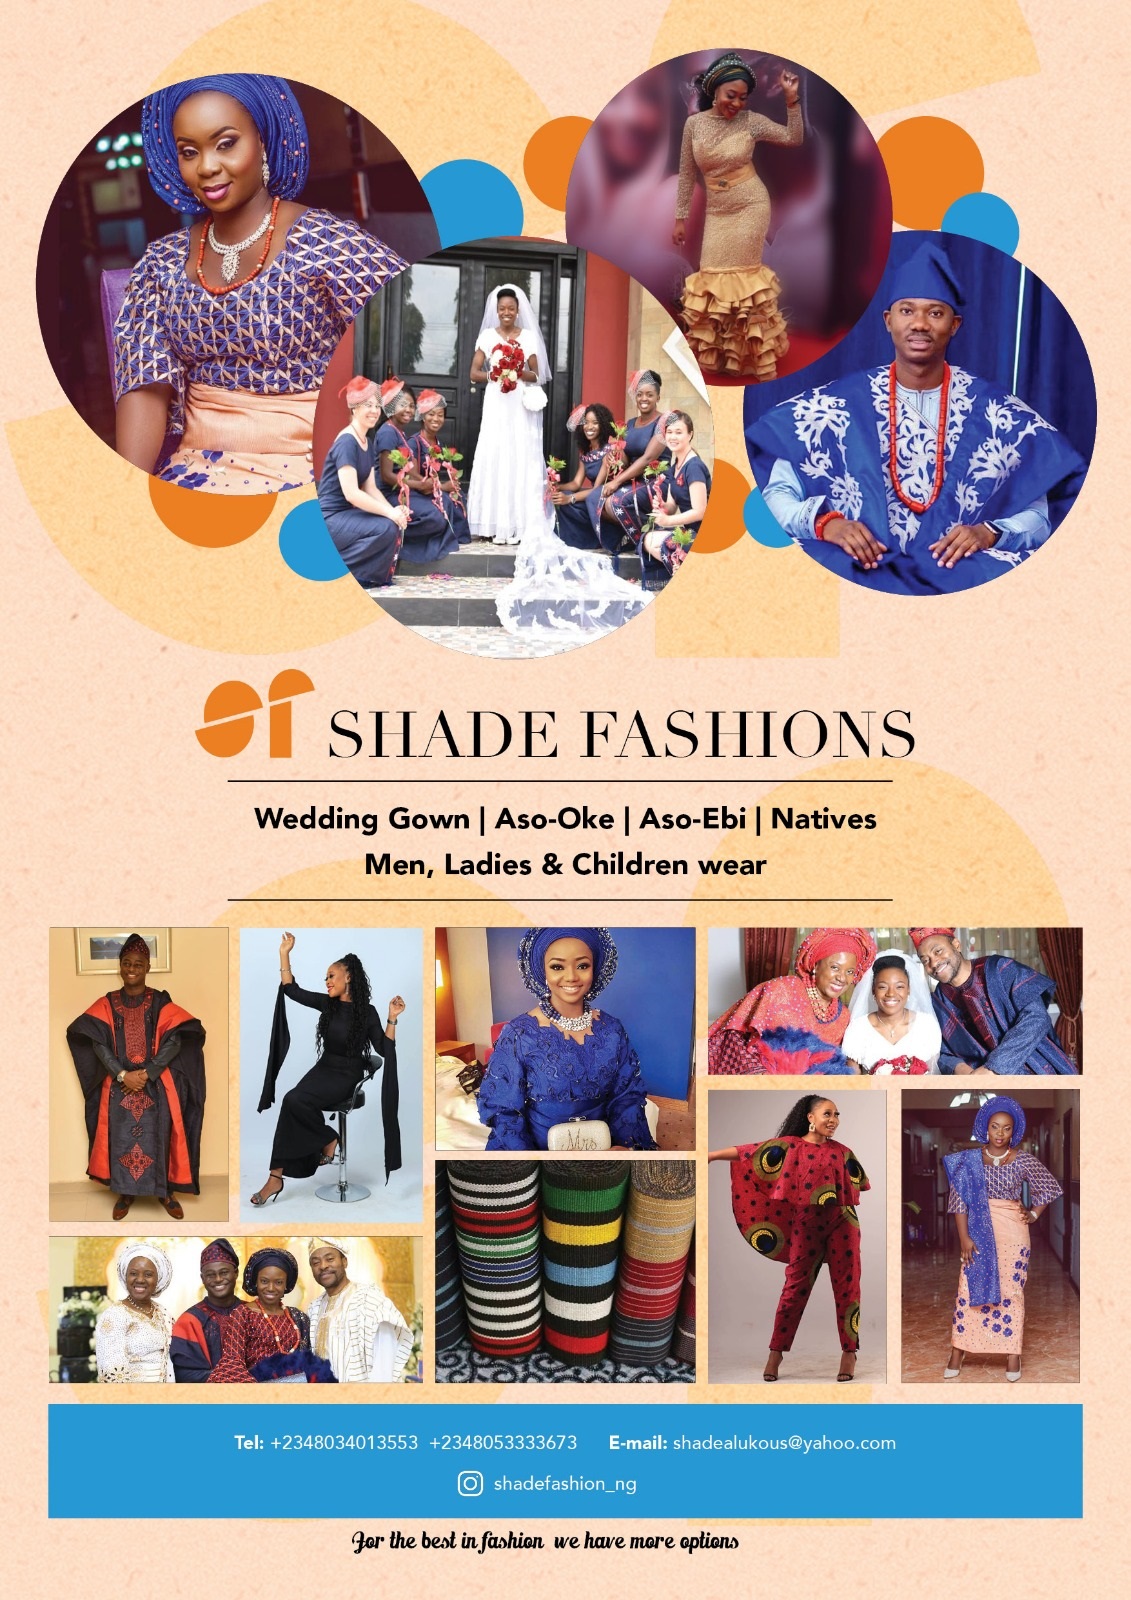 SHADE FASHIONS
Wedding Gown | Aso-Oke | Aso-Ebi | Natives
Men, Ladies & Children wear
Mrs
Tel: +2348034013553 +2348053333673 E-mail: shadealukous@yahoo.com
shadefashion_ng
For the best in fashion we have more options